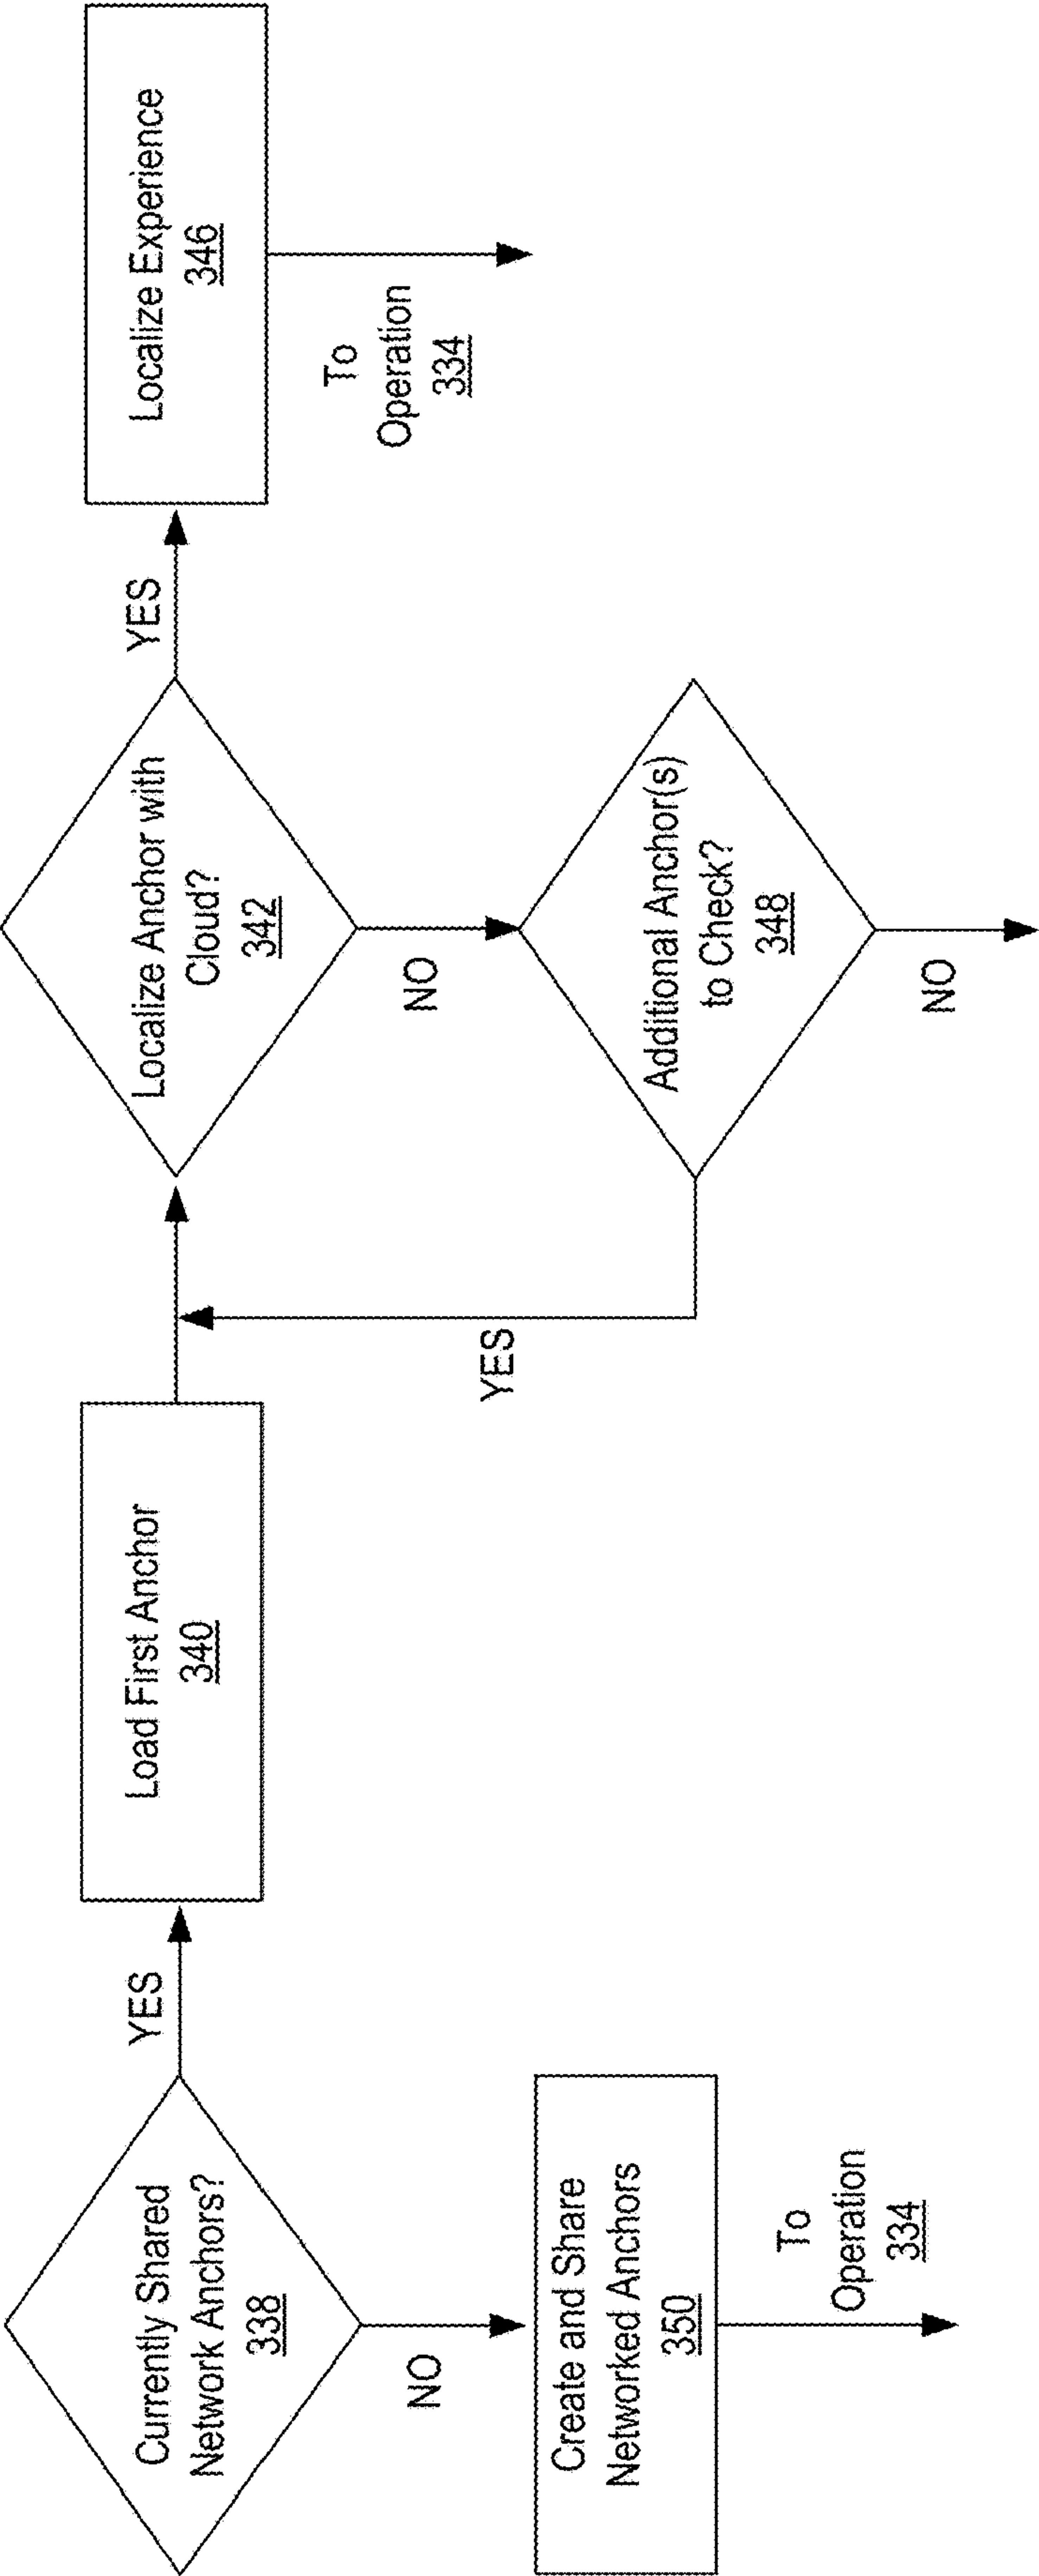 Currently Shared
Network Anchors?
338
YES
NO
Create and Share
Networked Anchors
350
To
Operation
334
Load First Anchor
340
YES
Localize Anchor with
Cloud?
342
YES
NO
Additional Anchor(s)
to Check?
348
NO
Localize Experience
346
To
Operation
334